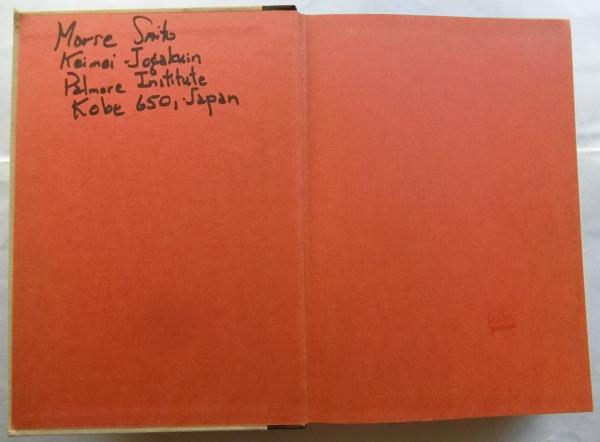 Morse Saito
Keimei-Jogakuin
Palmore Institute
Kobe 650, Japan